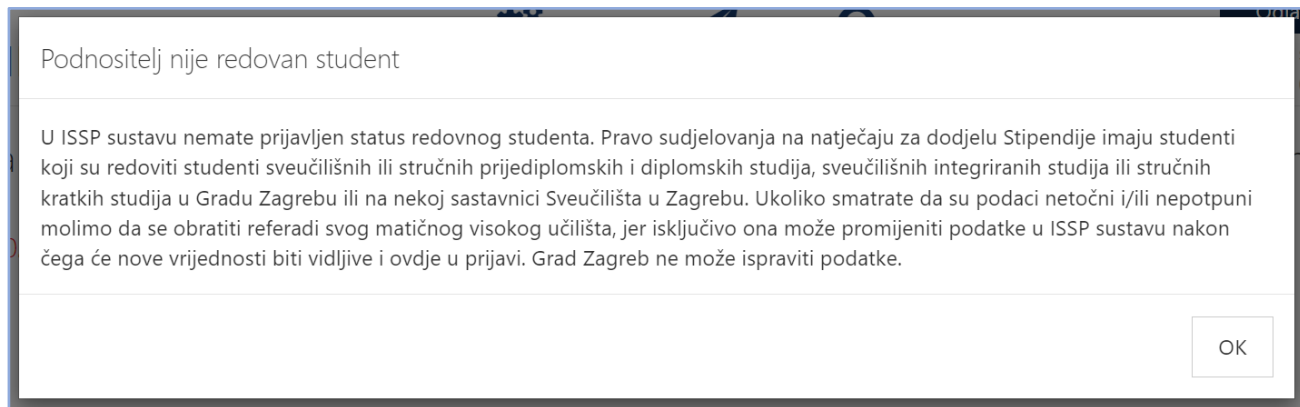 Podnositelj nije redovan student
U ISSP sustavu nemate prijavljen status redovnog studenta. Pravo sudjelovanja na natječaju za dodjelu Stipendije imaju studenti
koji su redoviti studenti sveučilišnih ili stručnih prijediplomskih i diplomskih studija, sveučilišnih integriranih studija ili stručnih
kratkih studija u Gradu Zagrebu ili na nekoj sastavnici Sveučilišta u Zagrebu. Ukoliko smatrate da su podaci netočni i/ili nepotpuni
molimo da se obratiti referadi svog matičnog visokog učilišta, jer isključivo ona može promijeniti podatke u ISSP sustavu nakon
čega će nove vrijednosti biti vidljive i ovdje u prijavi. Grad Zagreb ne može ispraviti podatke.
OK